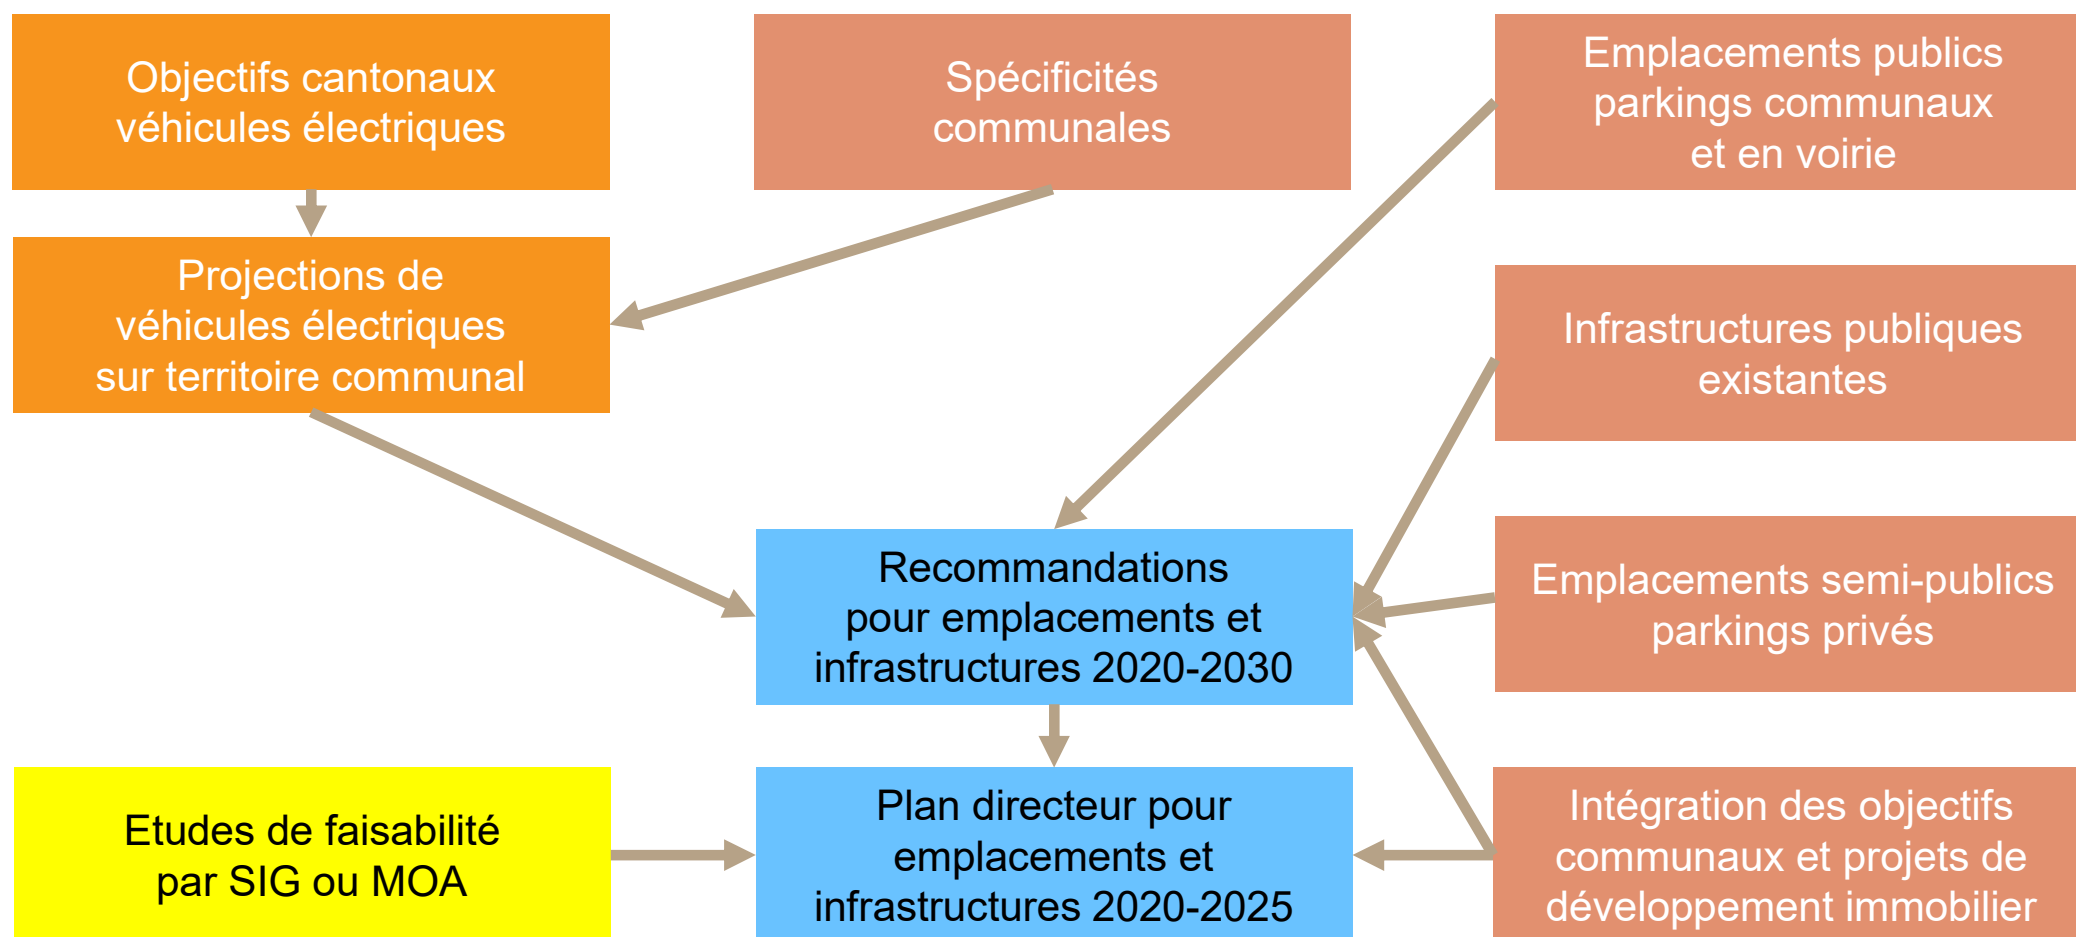 Objectifs cantonaux
véhicules électriques
Spécificités
communales
Emplacements publics
parkings communaux
et en voirie
Projections de
véhicules électriques
sur territoire communal
Infrastructures publiques
existantes
Recommandations
pour emplacements et
infrastructures 2020-2030
Emplacements semi-publics
parkings privés
Etudes de faisabilité
par SIG ou MOA
Plan directeur pour
emplacements et
infrastructures 2020-2025
Intégration des objectifs
communaux et projets de
développement immobilier